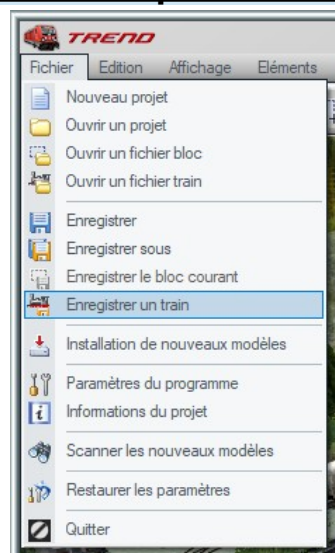 TREND
Fichier Edition Affichage Eléments
Nouveau projet
Ouvrir un projet
Ouvrir un fichier bloc
Ouvrir un fichier train
Enregistrer
Enregistrer sous
Enregistrer le bloc courant
Enregistrer un train
Installation de nouveaux modèles
Paramètres du programme
Informations du projet
Scanner les nouveaux modèles
Restaurer les paramètres
Quitter